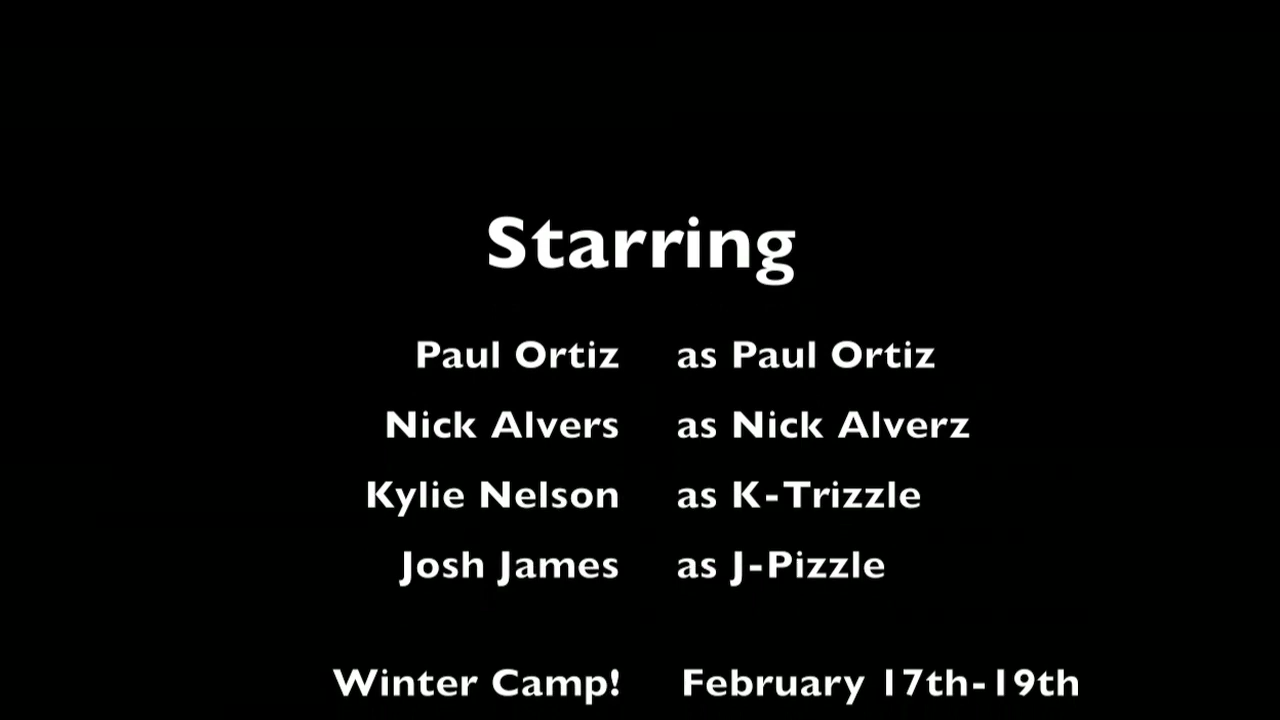 Starring
Paul Ortiz as Paul Ortiz
Nick Alvers as Nick Alverz
Kylie Nelson as K-Trizzle
Josh James as J-Pizzle
Winter Camp! February 17th-19th